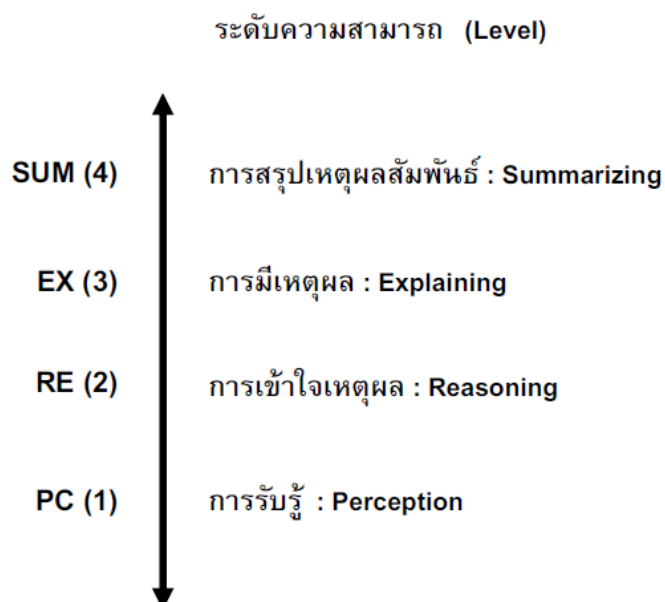 ระดับความสามารถ (Level)
SUM (4) การสรุปเหตุผลสัมพันธ์ : Summarizing
EX (3) การมีเหตุผล : Explaining
RE (2) การเข้าใจเหตุผล : Reasoning
PC (1) การรับรู้ : Perception